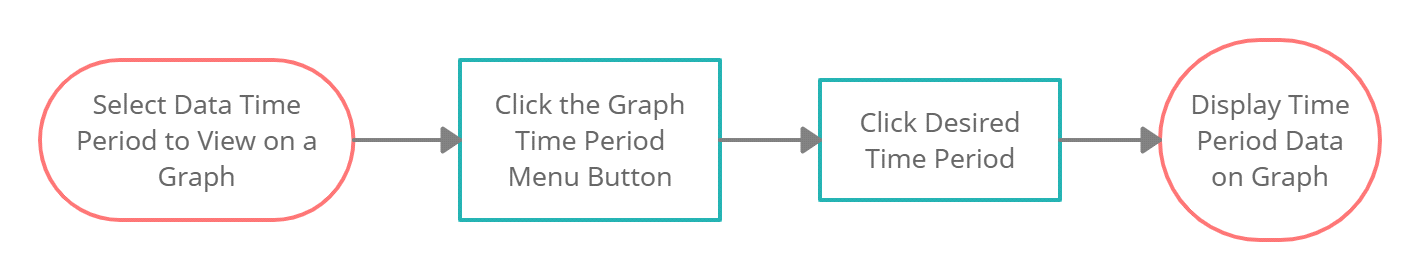 Select Data Time
Period to View on a
Graph
Click the Graph
Time Period
Menu Button
Click Desired
Time Period
Display Time
Period Data
on Graph